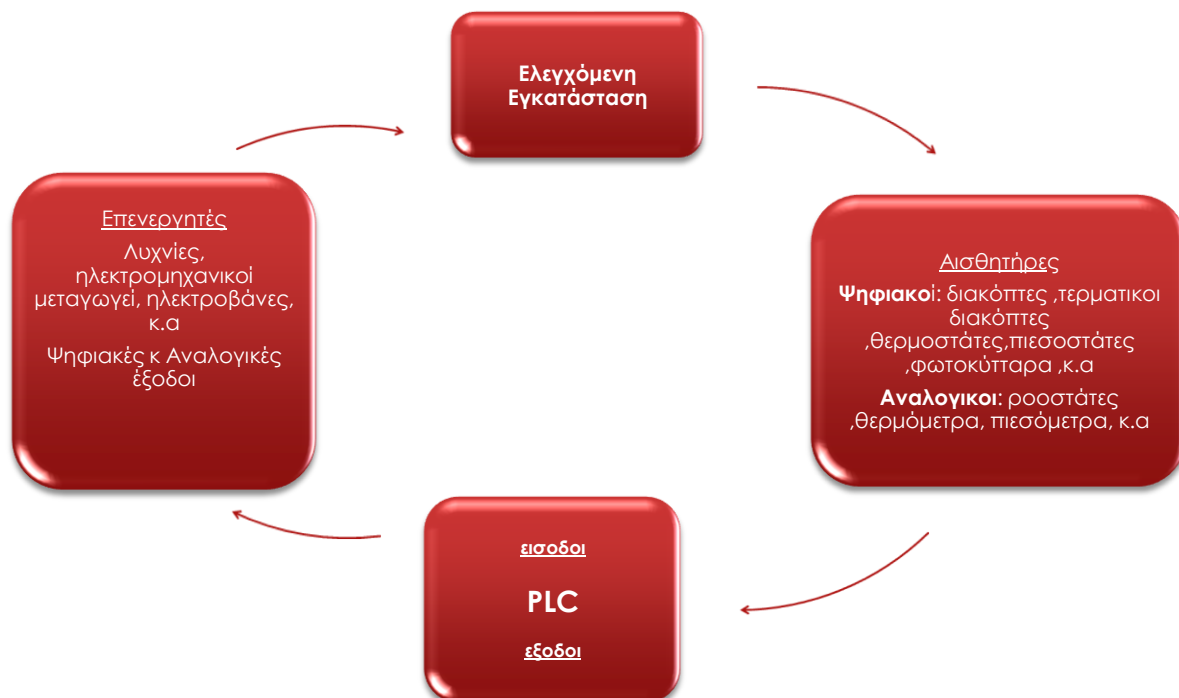 Ελεγχόμενη
Εγκατάσταση
Επενεργητές
Λυχνίες,
ηλεκτρομηχανικοί
μεταγωγεί, ηλεκτροβάνες,
κ.α
Ψηφιακές κ Αναλογικές
έξοδοι
Αισθητήρες
Ψηφιακοί: διακόπτες ,τερματικοι
διακόπτες
,θερμοστάτες,πιεσοστάτες
,φωτοκύτταρα ,κ.α
Αναλογικοι: ροοστάτες
,θερμόμετρα, πιεσόμετρα, κ.α
εισοδοι
PLC
εξοδοι